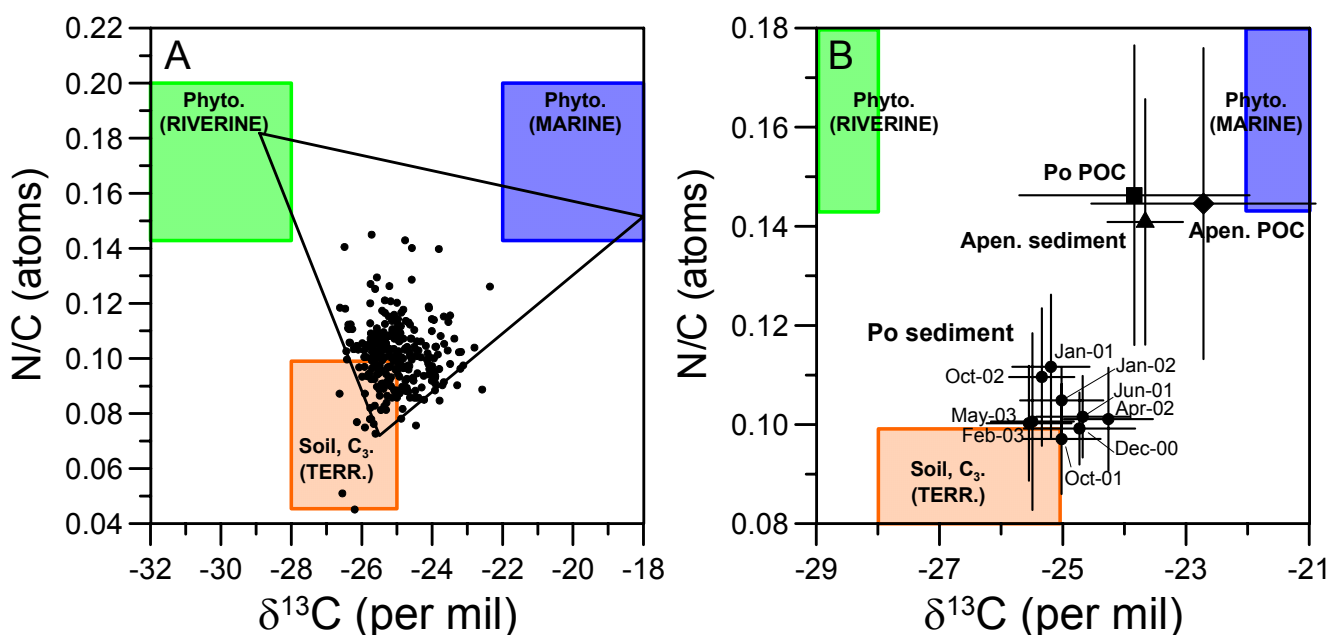 A
0.22
0.20
0.18
0.16
0.14
0.12
0.10
0.08
0.06
0.04
N/C (atoms)
Phyto.
(RIVERINE)
Phyto.
(MARINE)
Soil, C₃.
(TERR.)
-32 -30 -28 -26 -24 -22 -20 -18
δ¹³C (per mil)
B
0.18
0.16
0.14
0.12
0.10
0.08
N/C (atoms)
Phyto.
(RIVERINE)
Phyto.
(MARINE)
Po POC
Apen. sediment
Apen. POC
Po sediment
Jan-01
Jan-02
Oct-02
Jun-01
Apr-02
May-03
Feb-03
Dec-00
Oct-01
Soil, C₃.
(TERR.)
-29 -27 -25 -23 -21
δ¹³C (per mil)